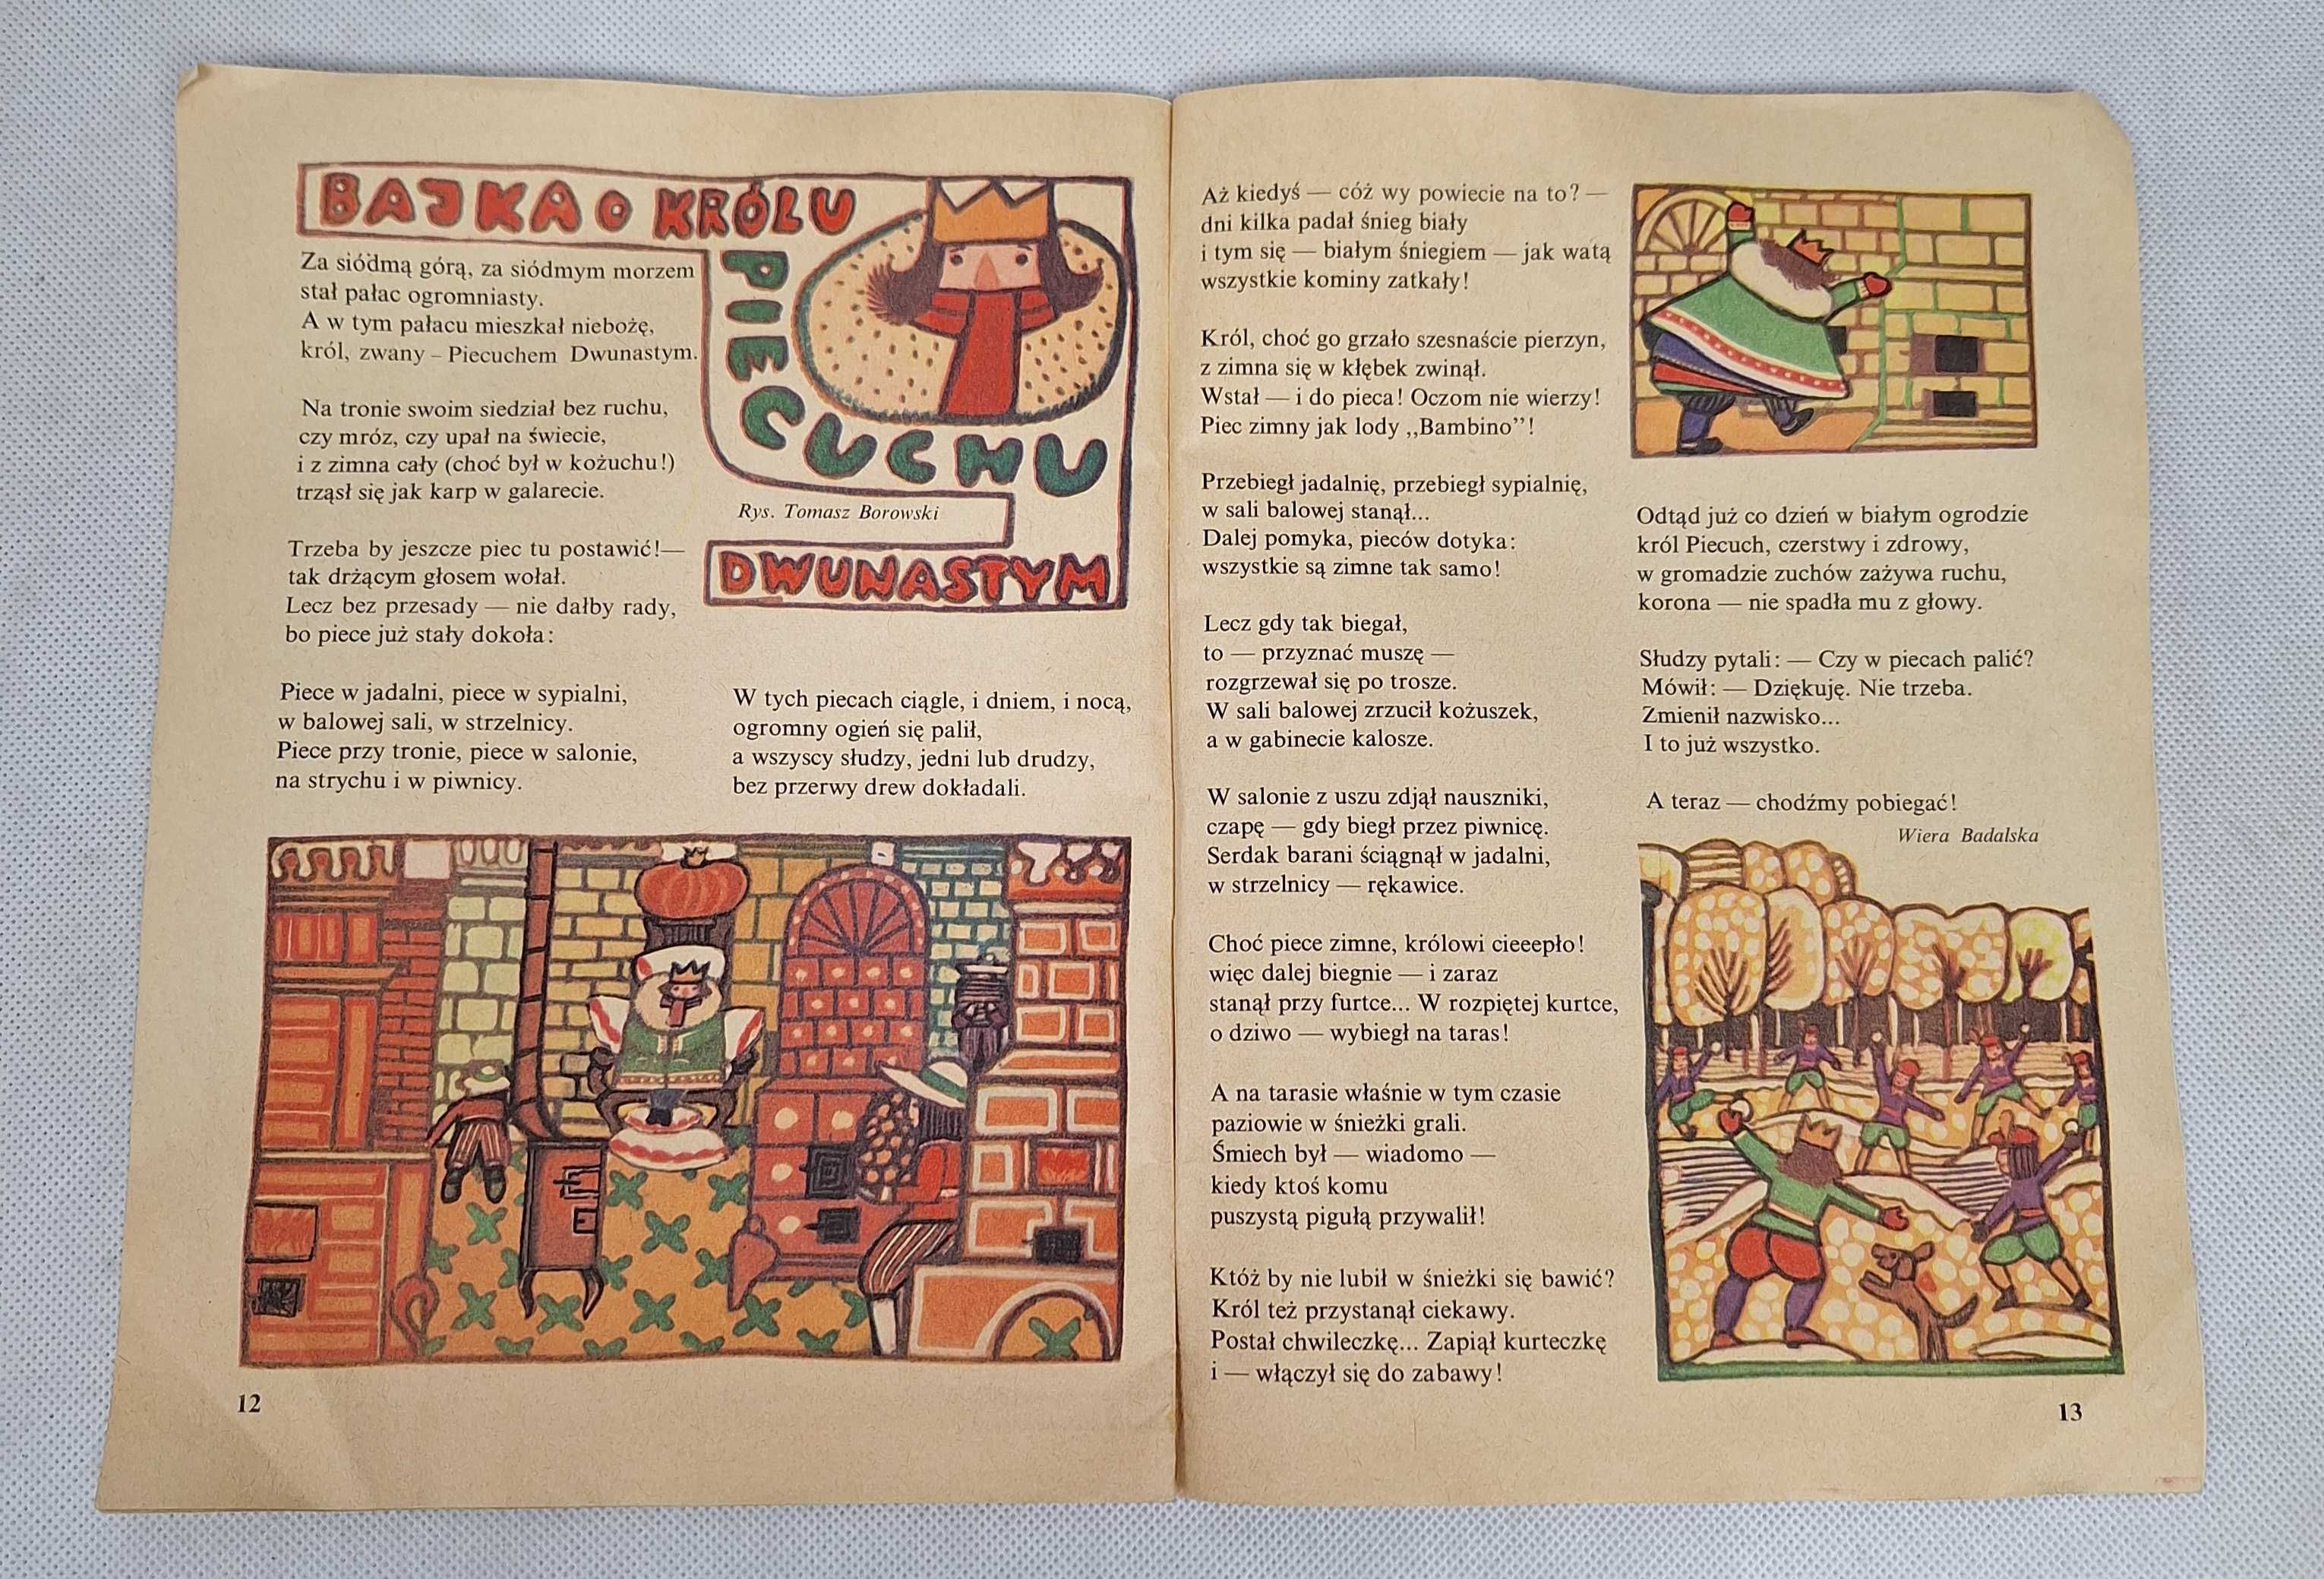 BAJKA O KRÓLU
PIECUCHU
DWUNASTYM
Rys. Tomasz Borowski
Za siódmą górą, za siódmym morzem
stał pałac ogromniasty.
A w tym pałacu mieszkał niebożę,
król, zwany – Piecuchem Dwunastym.
Na tronie swoim siedział bez ruchu,
czy mróz, czy upał na świecie,
i z zimna cały (choć był w kożuchu!)
trząsł się jak karp w galarecie.
Trzeba by jeszcze piec tu postawić!—
tak drżącym głosem wołał.
Lecz bez przesady — nie dałby rady,
bo piece już stały dokoła:
Piece w jadalni, piece w sypialni,
w balowej sali, w strzelnicy.
Piece przy tronie, piece w salonie,
na strychu i w piwnicy.
W tych piecach ciągle, i dniem, i nocą,
ogromny ogień się palił,
a wszyscy słudzy, jedni lub drudzy,
bez przerwy drew dokładali.
12
Aż kiedyś — cóż wy powiecie na to? —
dni kilka padał śnieg biały
i tym się — białym śniegiem — jak watą
wszystkie kominy zatkały!
Król, choć go grzało szesnaście pierzyn,
z zimna się w kłębek zwinął.
Wstał — i do pieca! Oczom nie wierzy!
Piec zimny jak lody „Bambino”!
Przebiegł jadalnię, przebiegł sypialnię,
w sali balowej stanął...
Dalej pomyka, pieców dotyka:
wszystkie są zimne tak samo!
Lecz gdy tak biegał,
to — przyznać muszę —
rozgrzewał się po trosze.
W sali balowej zrzucił kożuszek,
a w gabinecie kalosze.
W salonie z uszu zdjął nauszniki,
czapę — gdy biegł przez piwnicę.
Serdak barani ściągnął w jadalni,
w strzelnicy — rękawice.
Choć piece zimne, królowi cieeepło!
więc dalej biegnie — i zaraz
stanął przy furtce... W rozpiętej kurtce,
o dziwo — wybiegł na taras!
A na tarasie właśnie w tym czasie
paziowie w śnieżki grali.
Śmiech był — wiadomo —
kiedy ktoś komu
puszystą pigułą przywalił!
Któż by nie lubił w śnieżki się bawić?
Król też przystanął ciekawy.
Postał chwileczkę... Zapiął kurteczkę
i — włączył się do zabawy!
Odtąd już co dzień w białym ogrodzie
król Piecuch, czerstwy i zdrowy,
w gromadzie zuchów zażywa ruchu,
korona — nie spadła mu z głowy.
Słudzy pytali: — Czy w piecach palić?
Mówił: — Dziękuję. Nie trzeba.
Zmienił nazwisko...
I to już wszystko.
A teraz — chodźmy pobiegać!
Wiera Badalska
13